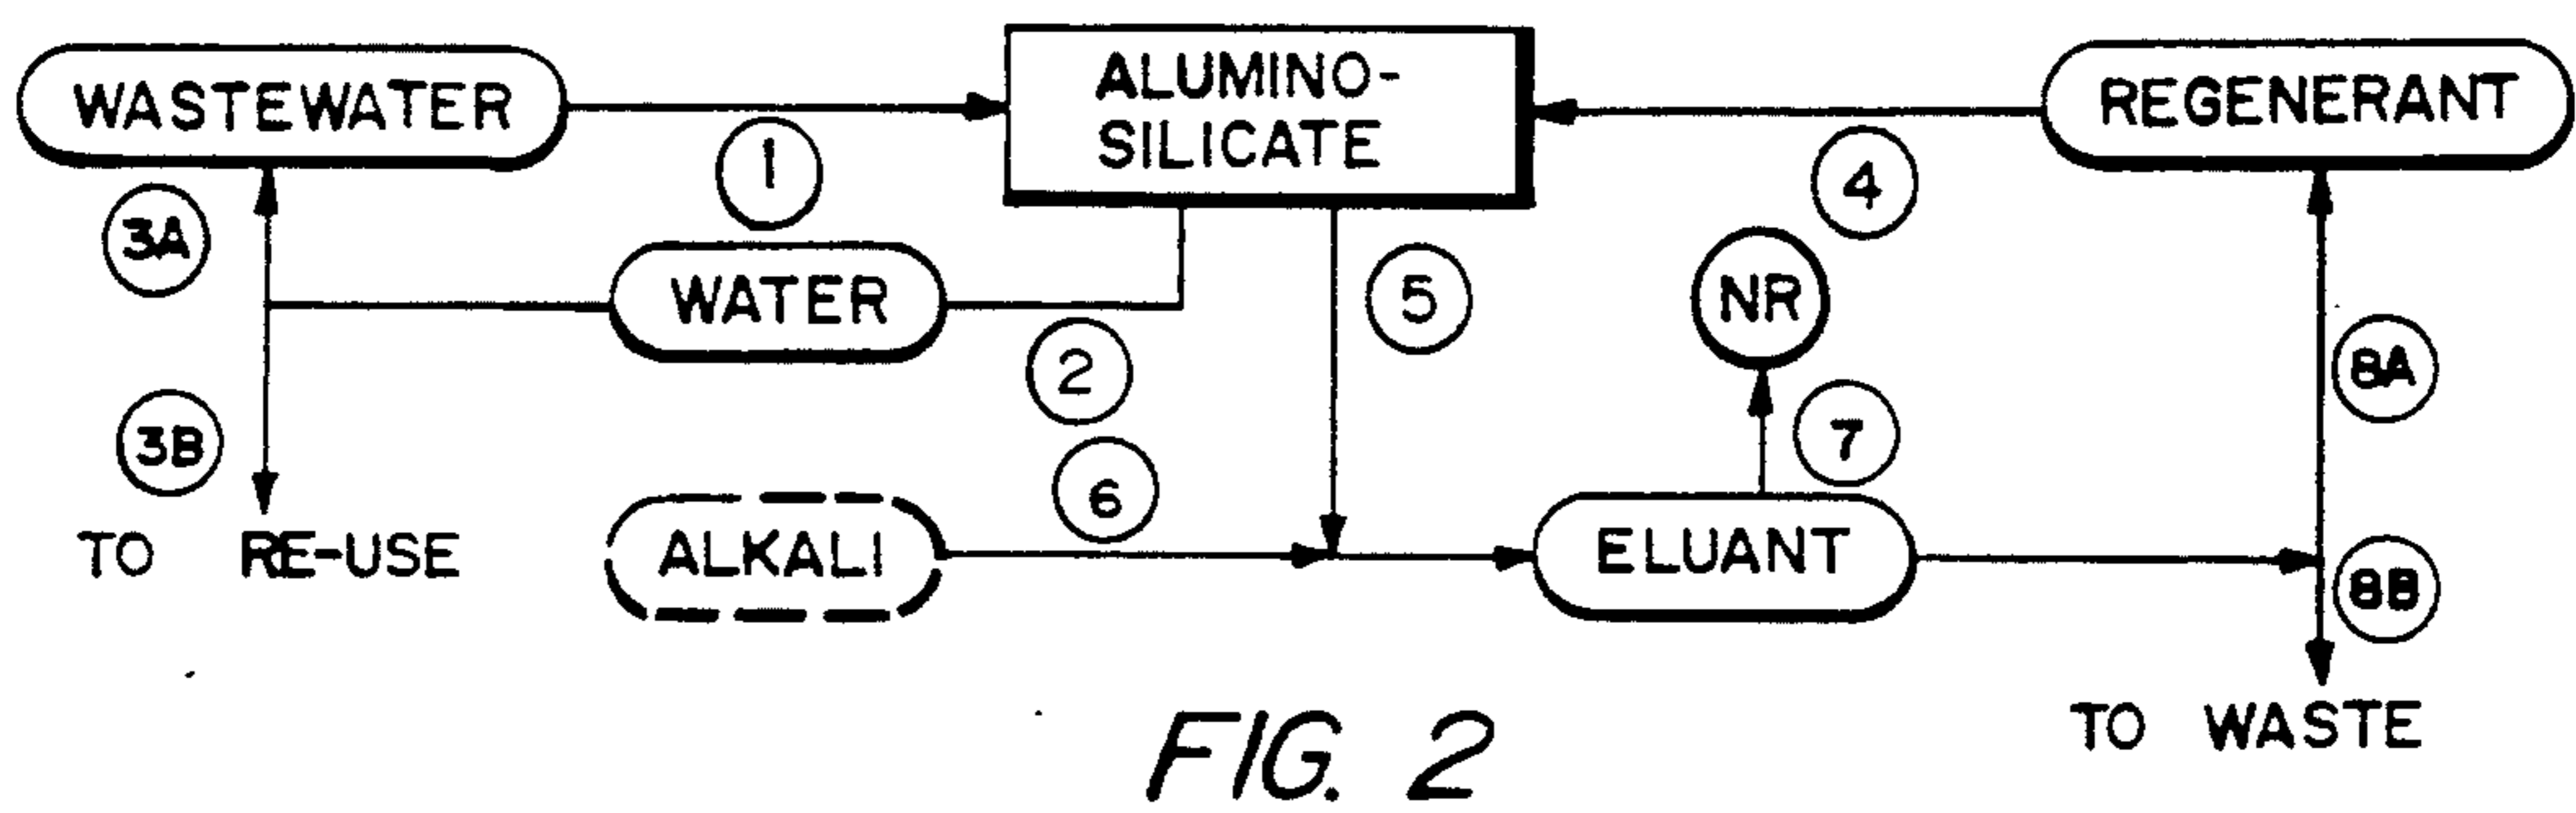 WASTEWATER
ALUMINO-
SILICATE
REGENERANT
1
4
3A
WATER
5
NR
2
8A
3B
6
7
TO RE-USE
ALKALI
ELUANT
8B
TO WASTE
FIG. 2